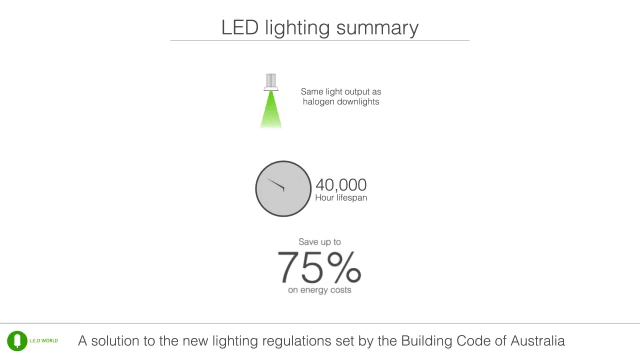 LED lighting summary
Same light output as
halogen downlights
40,000
Hour lifespan
Save up to
75%
on energy costs
L.E.D WORLD
A solution to the new lighting regulations set by the Building Code of Australia